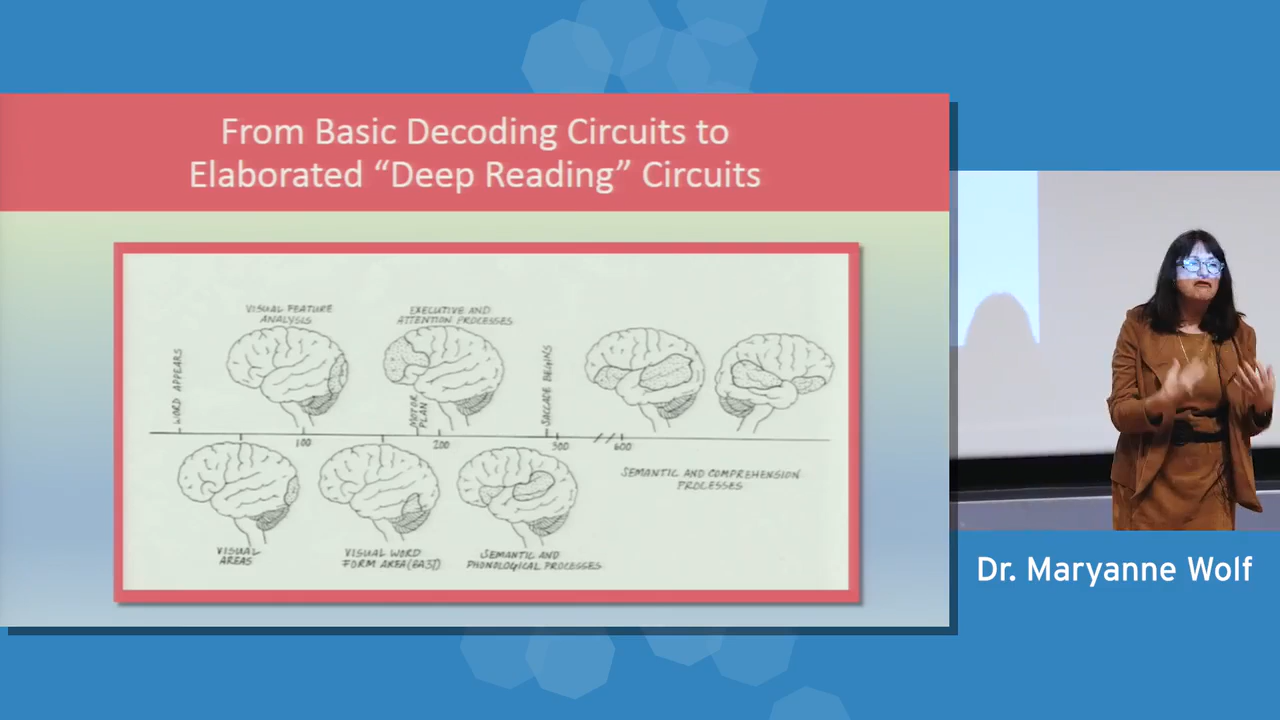 From Basic Decoding Circuits to
Elaborated “Deep Reading” Circuits
VISUAL FEATURE
ANALYSIS
EXECUTIVE AND
ATTENTION PROCESSES
WORD APPEARS
MOTOR
PLAN
SACCADE BEGINS
100
200
300
600
SEMANTIC AND COMPREHENSION
PROCESSES
VISUAL
AREAS
VISUAL WORD
FORM AREA (BA37)
SEMANTIC AND
PHONOLOGICAL PROCESSES
Dr. Maryanne Wolf